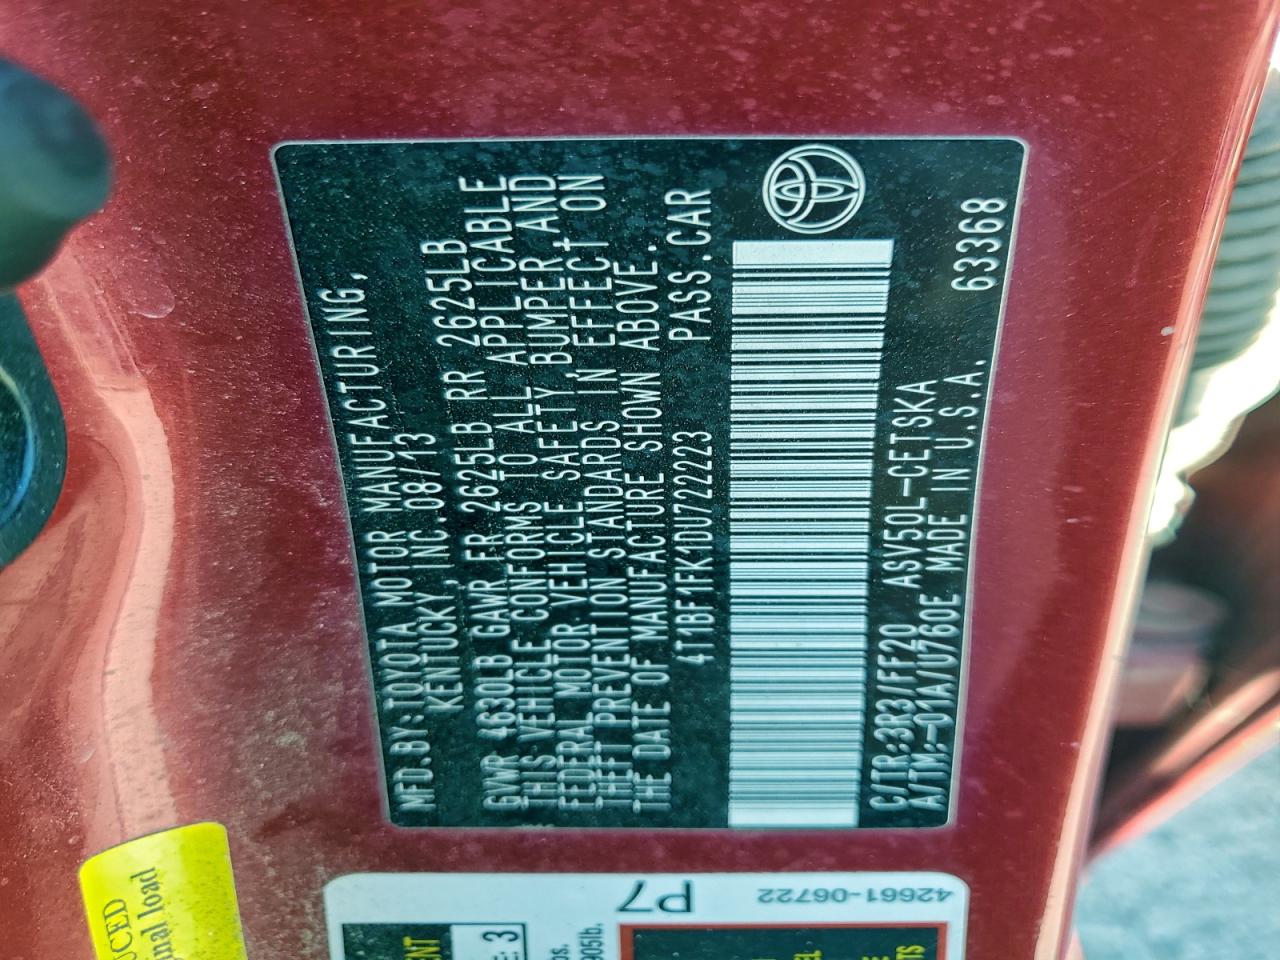 MFD.BY:TOYOTA MOTOR MANUFACTURING,
KENTUCKY, INC.08/13
GVWR 4630LB GAWR FR 2625LB RR 2625LB
THIS VEHICLE CONFORMS TO ALL APPLICABLE
FEDERAL MOTOR VEHICLE SAFETY,BUMPER,AND
THEFT PREVENTION STANDARDS IN EFFECT ON
THE DATE OF MANUFACTURE SHOWN ABOVE.
4T1BF1FK1DU722223 PASS.CAR
C/TR:3R3/FF20 ASV50L-CETSKA
A/TM:-01A/U760E MADE IN U.S.A. 63368
P7
42661-06722
3
905lb.
load